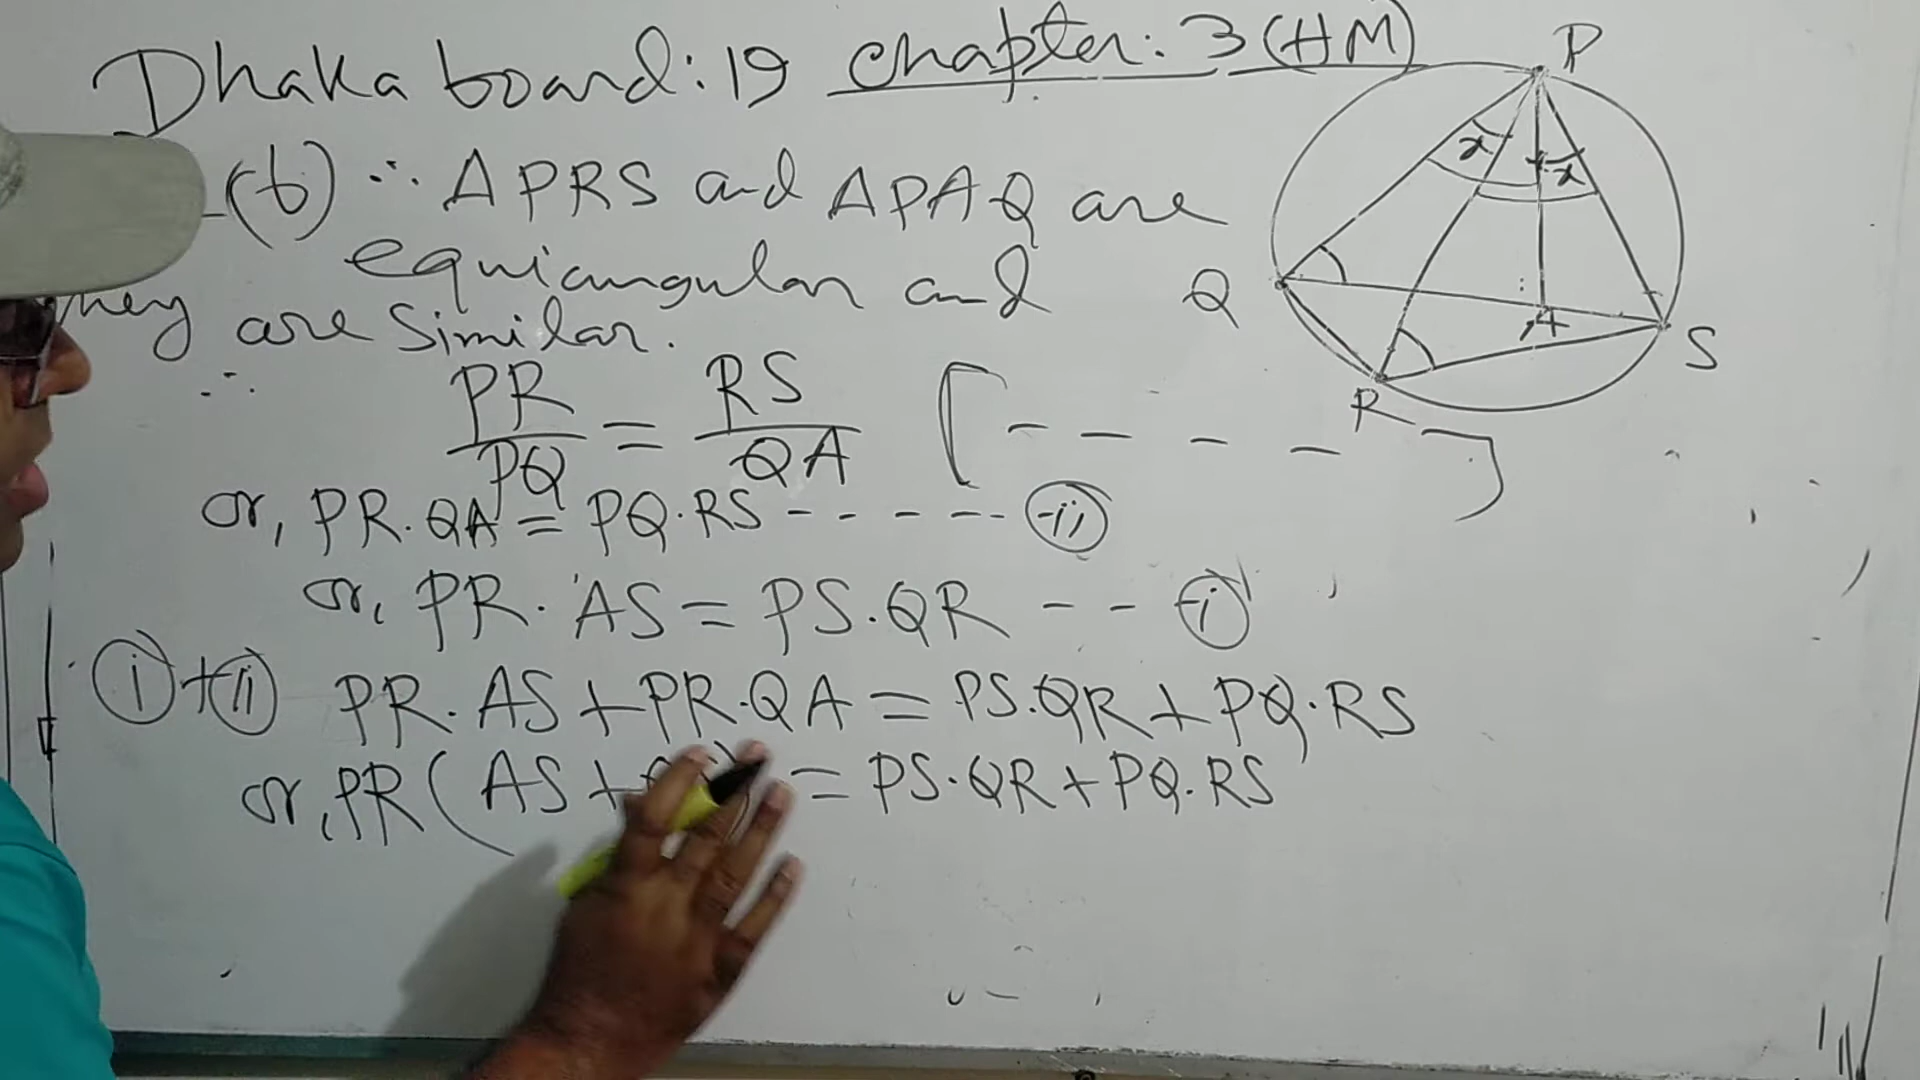 Dhaka board: 19 chapter: 3 (HM)
(b) ∴ ΔPRS and ΔPAQ are
equiangular and
they are similar.
∴ PR/PQ = RS/QA [ - - - - ]
or, PR. QA = PQ. RS - - - - - - (ii)
or, PR. AS = PS. QR - - (i)
(i) + (ii) PR. AS + PR. QA = PS. QR + PQ. RS
or, PR ( AS + ) = PS. QR + PQ. RS
P
x x
Q
A
S
R